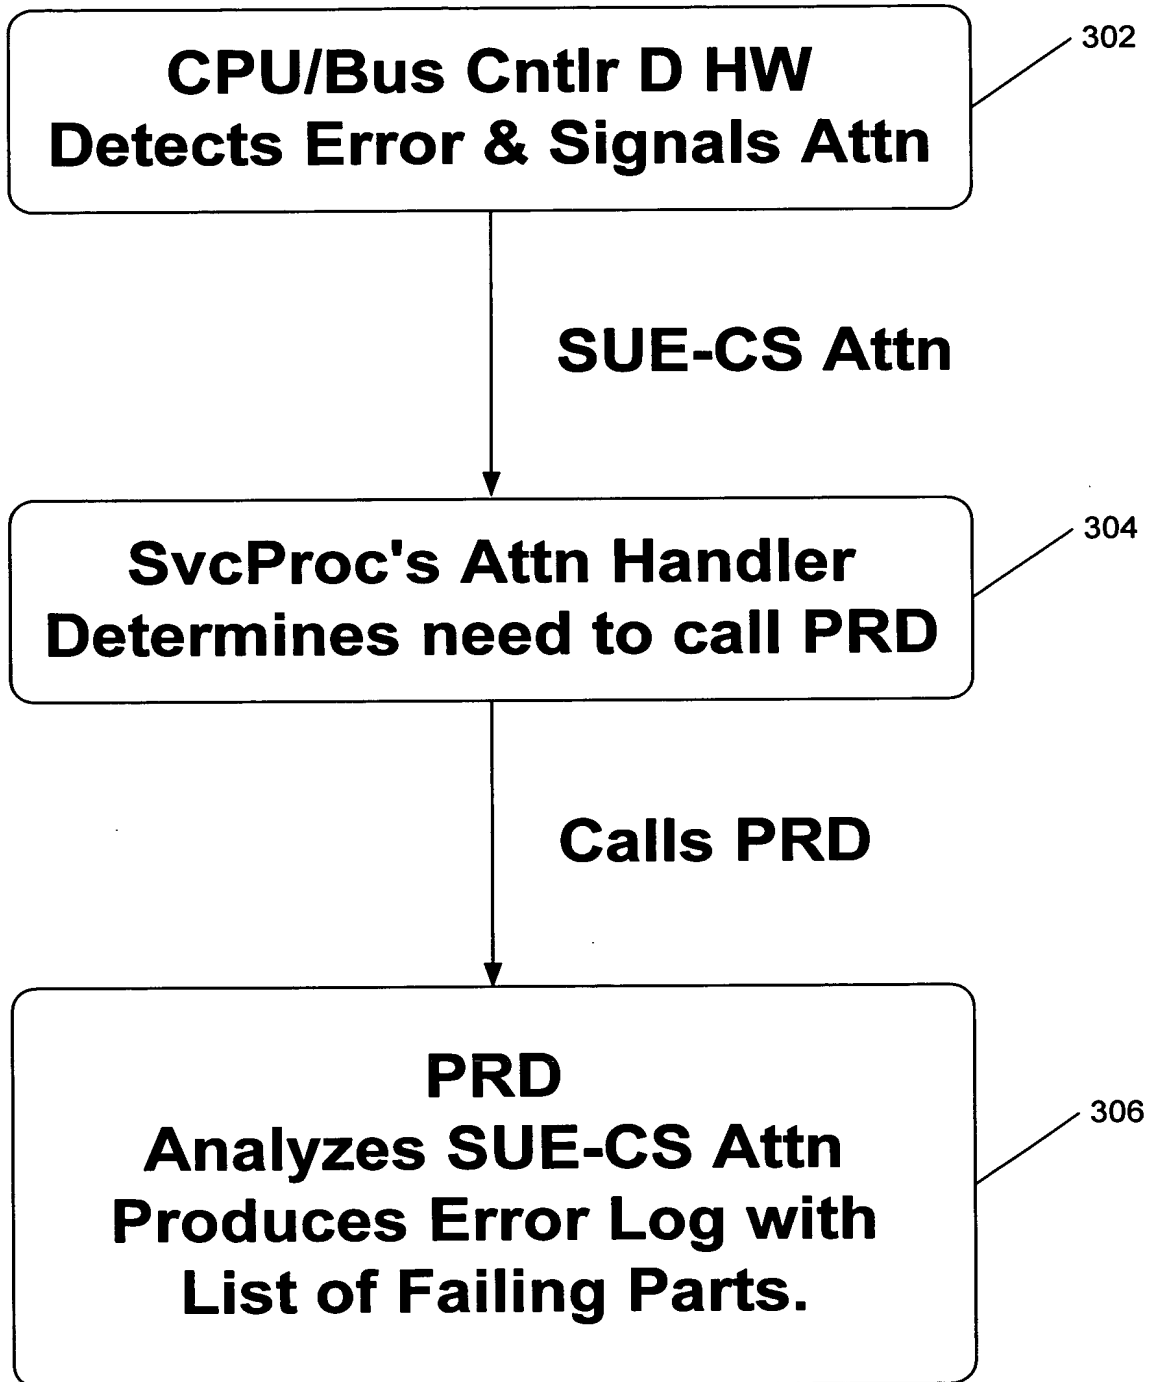 CPU/Bus Cntlr D HW
Detects Error & Signals Attn
302
SUE-CS Attn
SvcProc's Attn Handler
Determines need to call PRD
304
Calls PRD
PRD
Analyzes SUE-CS Attn
Produces Error Log with
List of Failing Parts.
306